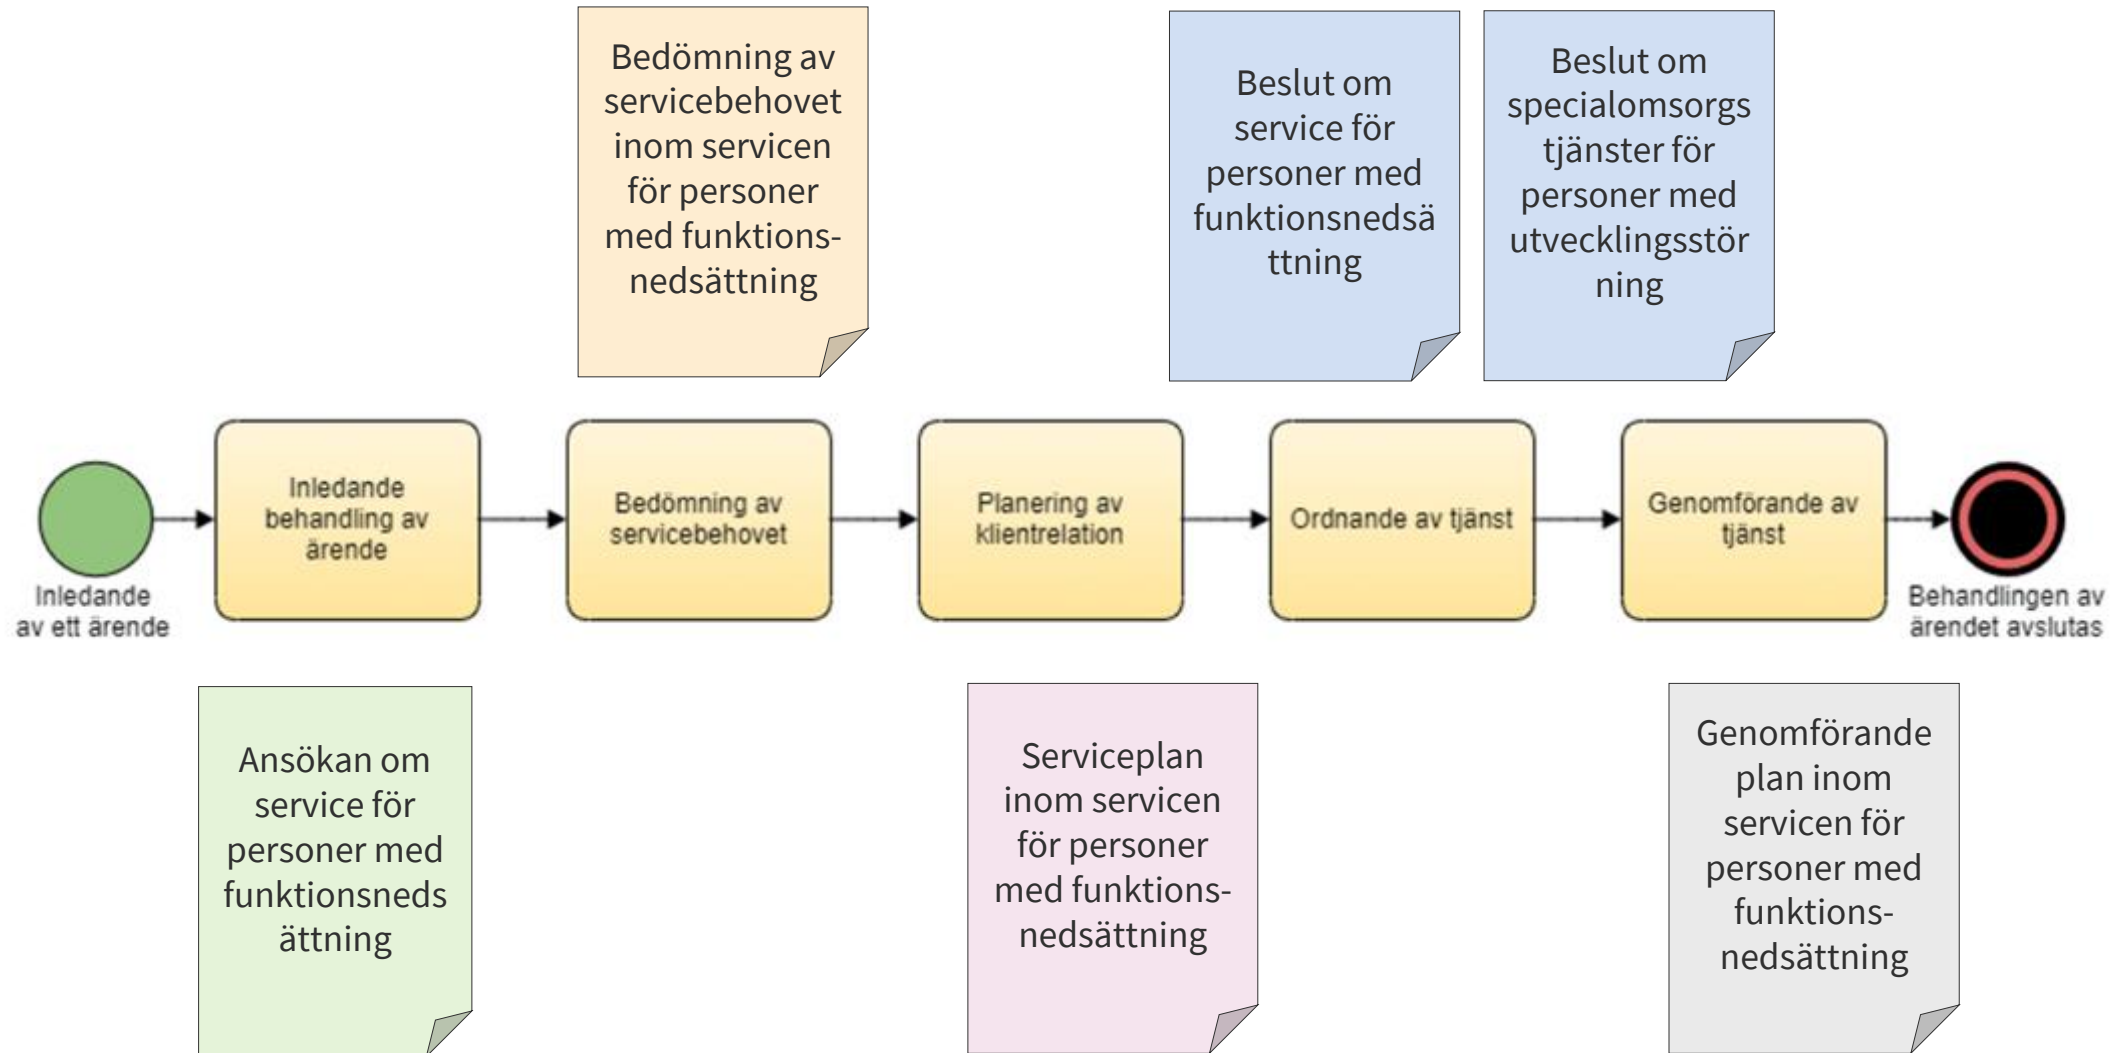 Bedömning av
servicebehovet
inom servicen
för personer
med funktions-
nedsättning
Beslut om
service för
personer med
funktionsnedsä
ttning
Beslut om
specialomsorgs
tjänster för
personer med
utvecklingsstör
ning
Inledande
av ett ärende
Inledande
behandling av
ärende
Bedömning av
servicebehovet
Planering av
klientrelation
Ordnande av tjänst
Genomförande av
tjänst
Behandlingen av
ärendet avslutas
Ansökan om
service för
personer med
funktionsneds
ättning
Serviceplan
inom servicen
för personer
med funktions-
nedsättning
Genomförande
plan inom
servicen för
personer med
funktions-
nedsättning